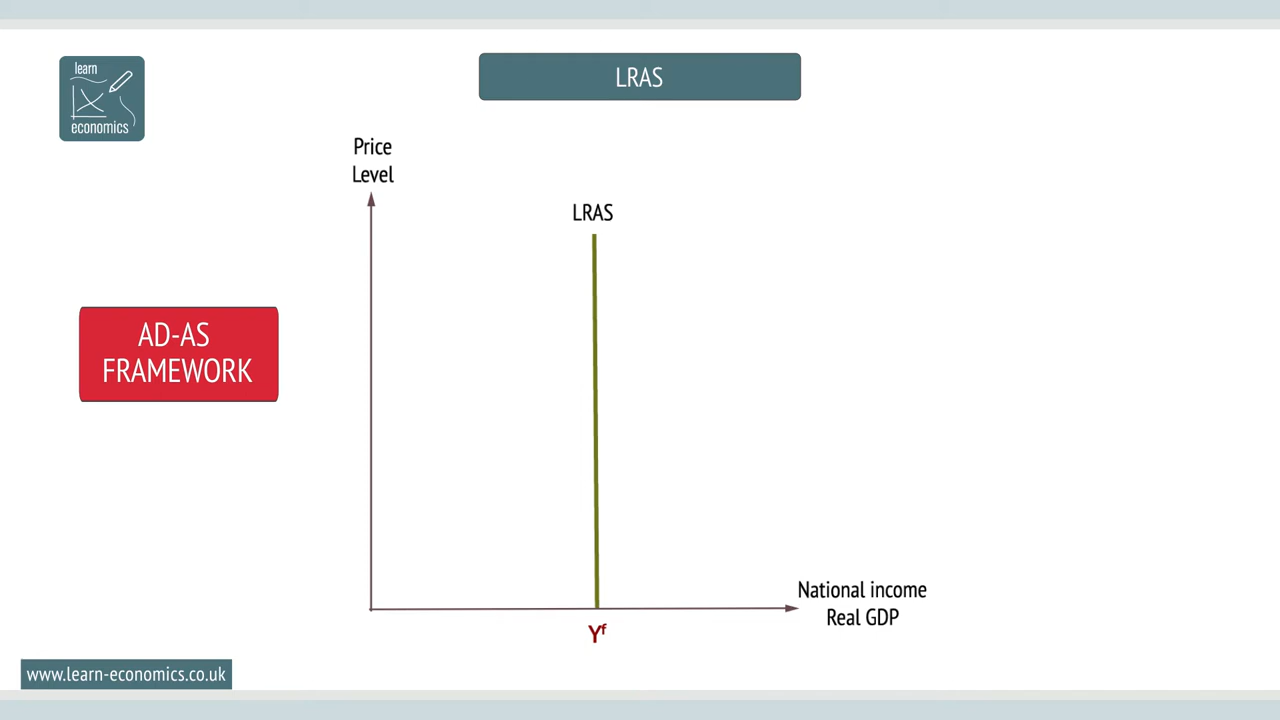 learn
economics
LRAS
Price
Level
LRAS
AD-AS
FRAMEWORK
National income
Real GDP
Yf
www.learn-economics.co.uk